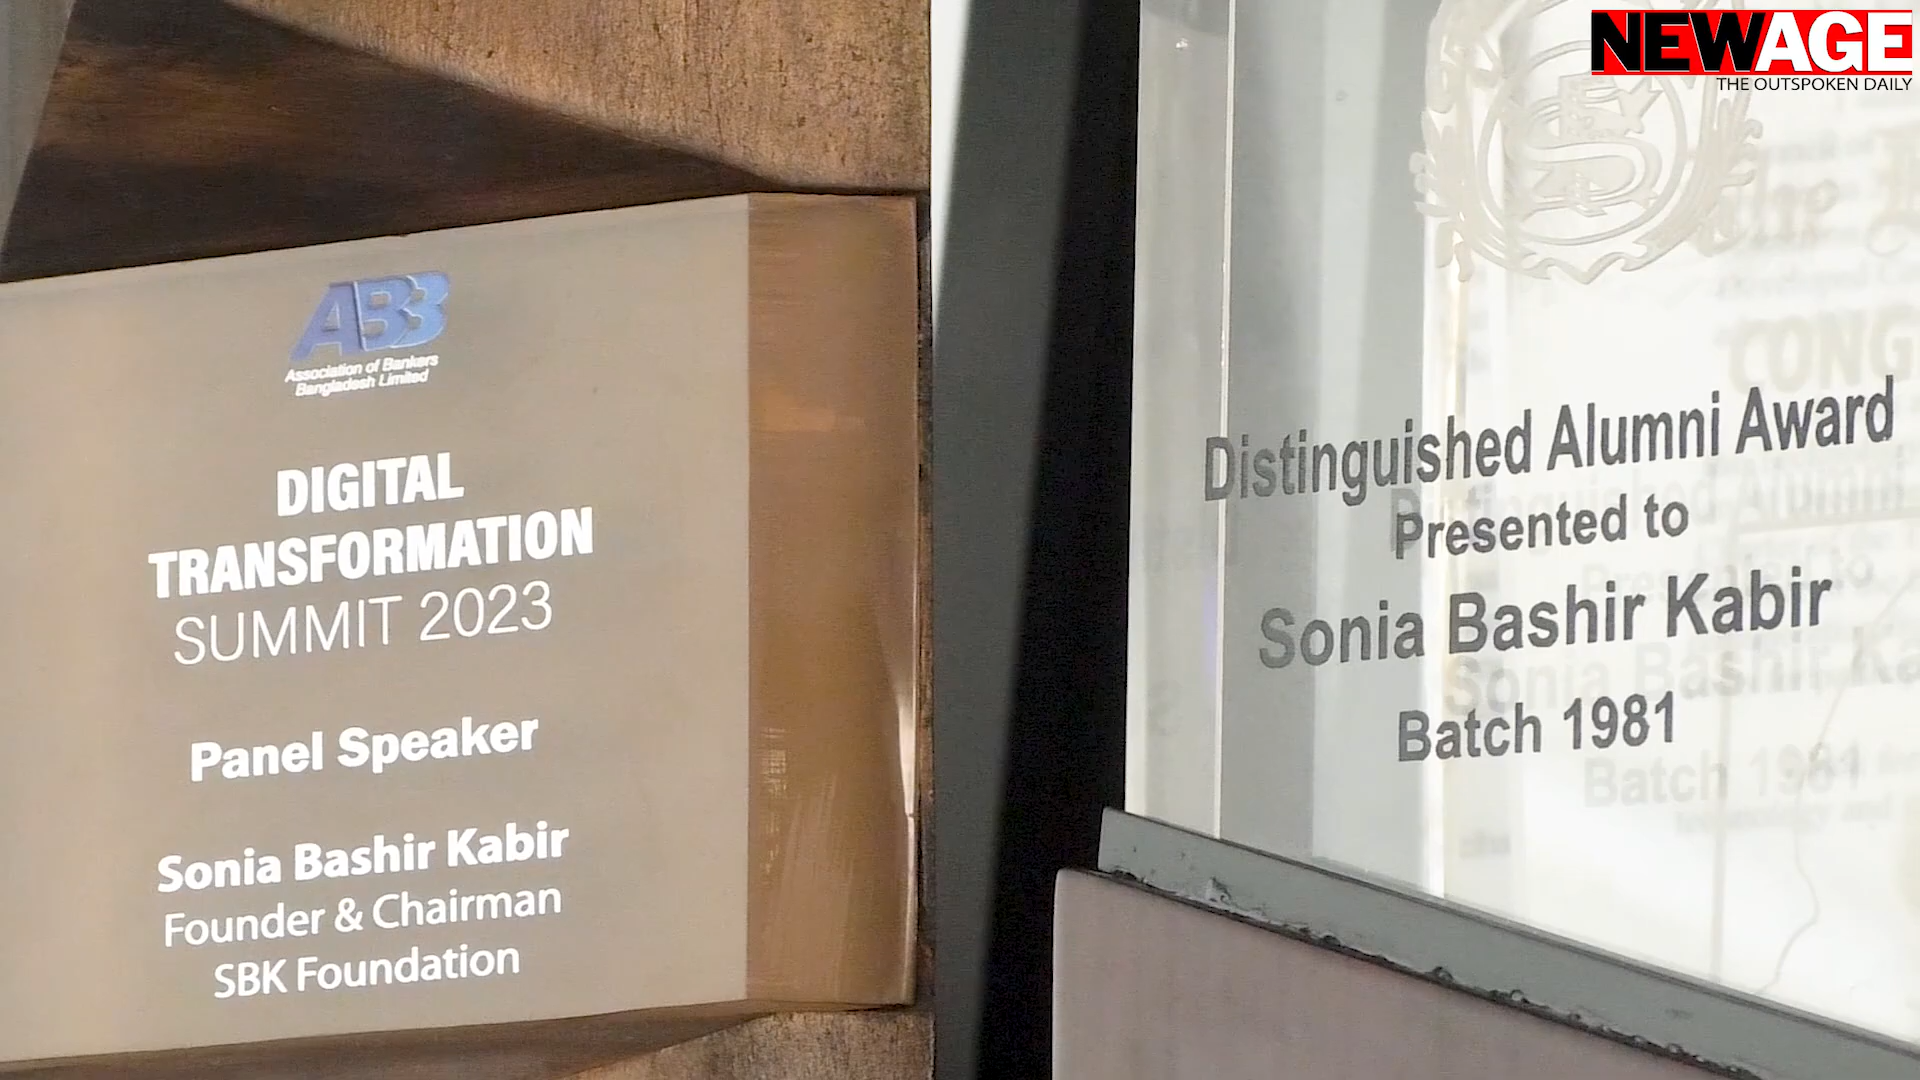 ABB
Association of Bankers
Bangladesh Limited
DIGITAL
TRANSFORMATION
SUMMIT 2023
Panel Speaker
Sonia Bashir Kabir
Founder & Chairman
SBK Foundation
NEWAGE
THE OUTSPOKEN DAILY
CONG
Distinguished Alumni Award
Presented to
Sonia Bashir Kabir
Batch 1981